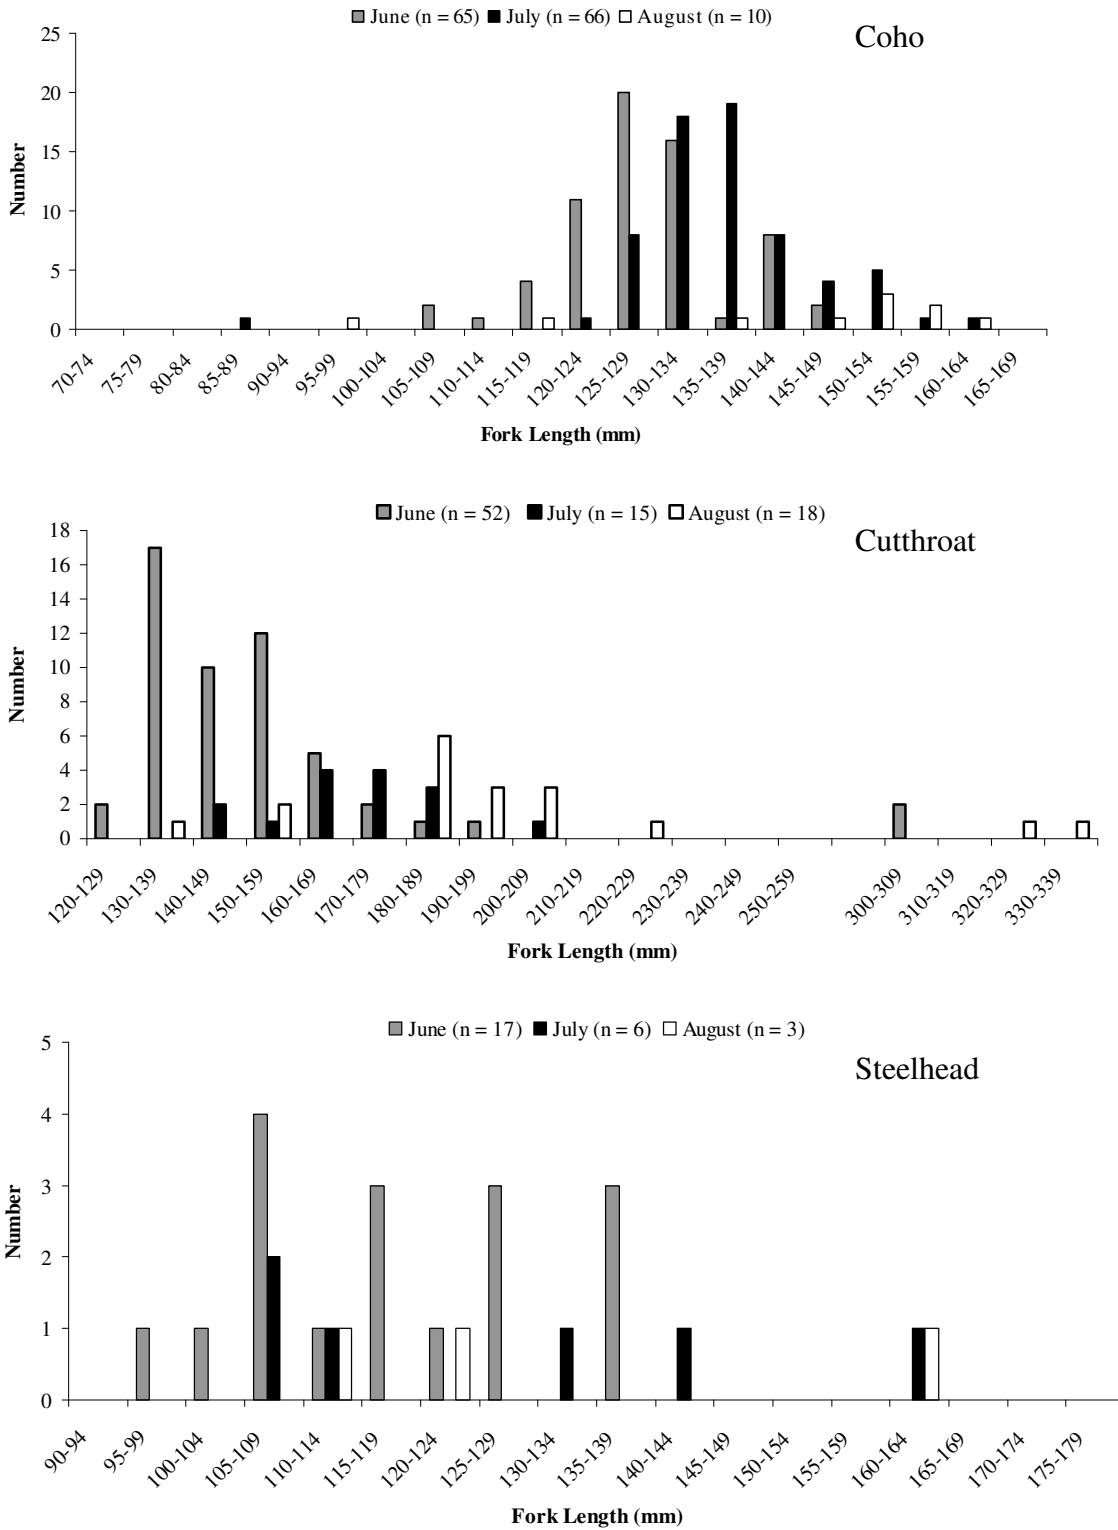 June (n = 65) July (n = 66) August (n = 10)
Coho
25
20
15
10
5
0
Number
70-74 75-79 80-84 85-89 90-94 95-99 100-104 105-109 110-114 115-119 120-124 125-129 130-134 135-139 140-144 145-149 150-154 155-159 160-164 165-169
Fork Length (mm)
June (n = 52) July (n = 15) August (n = 18)
Cutthroat
18
16
14
12
10
8
6
4
2
0
Number
120-129 130-139 140-149 150-159 160-169 170-179 180-189 190-199 200-209 210-219 220-229 230-239 240-249 250-259 300-309 310-319 320-329 330-339
Fork Length (mm)
June (n = 17) July (n = 6) August (n = 3)
Steelhead
5
4
3
2
1
0
Number
90-94 95-99 100-104 105-109 110-114 115-119 120-124 125-129 130-134 135-139 140-144 145-149 150-154 155-159 160-164 165-169 170-174 175-179
Fork Length (mm)